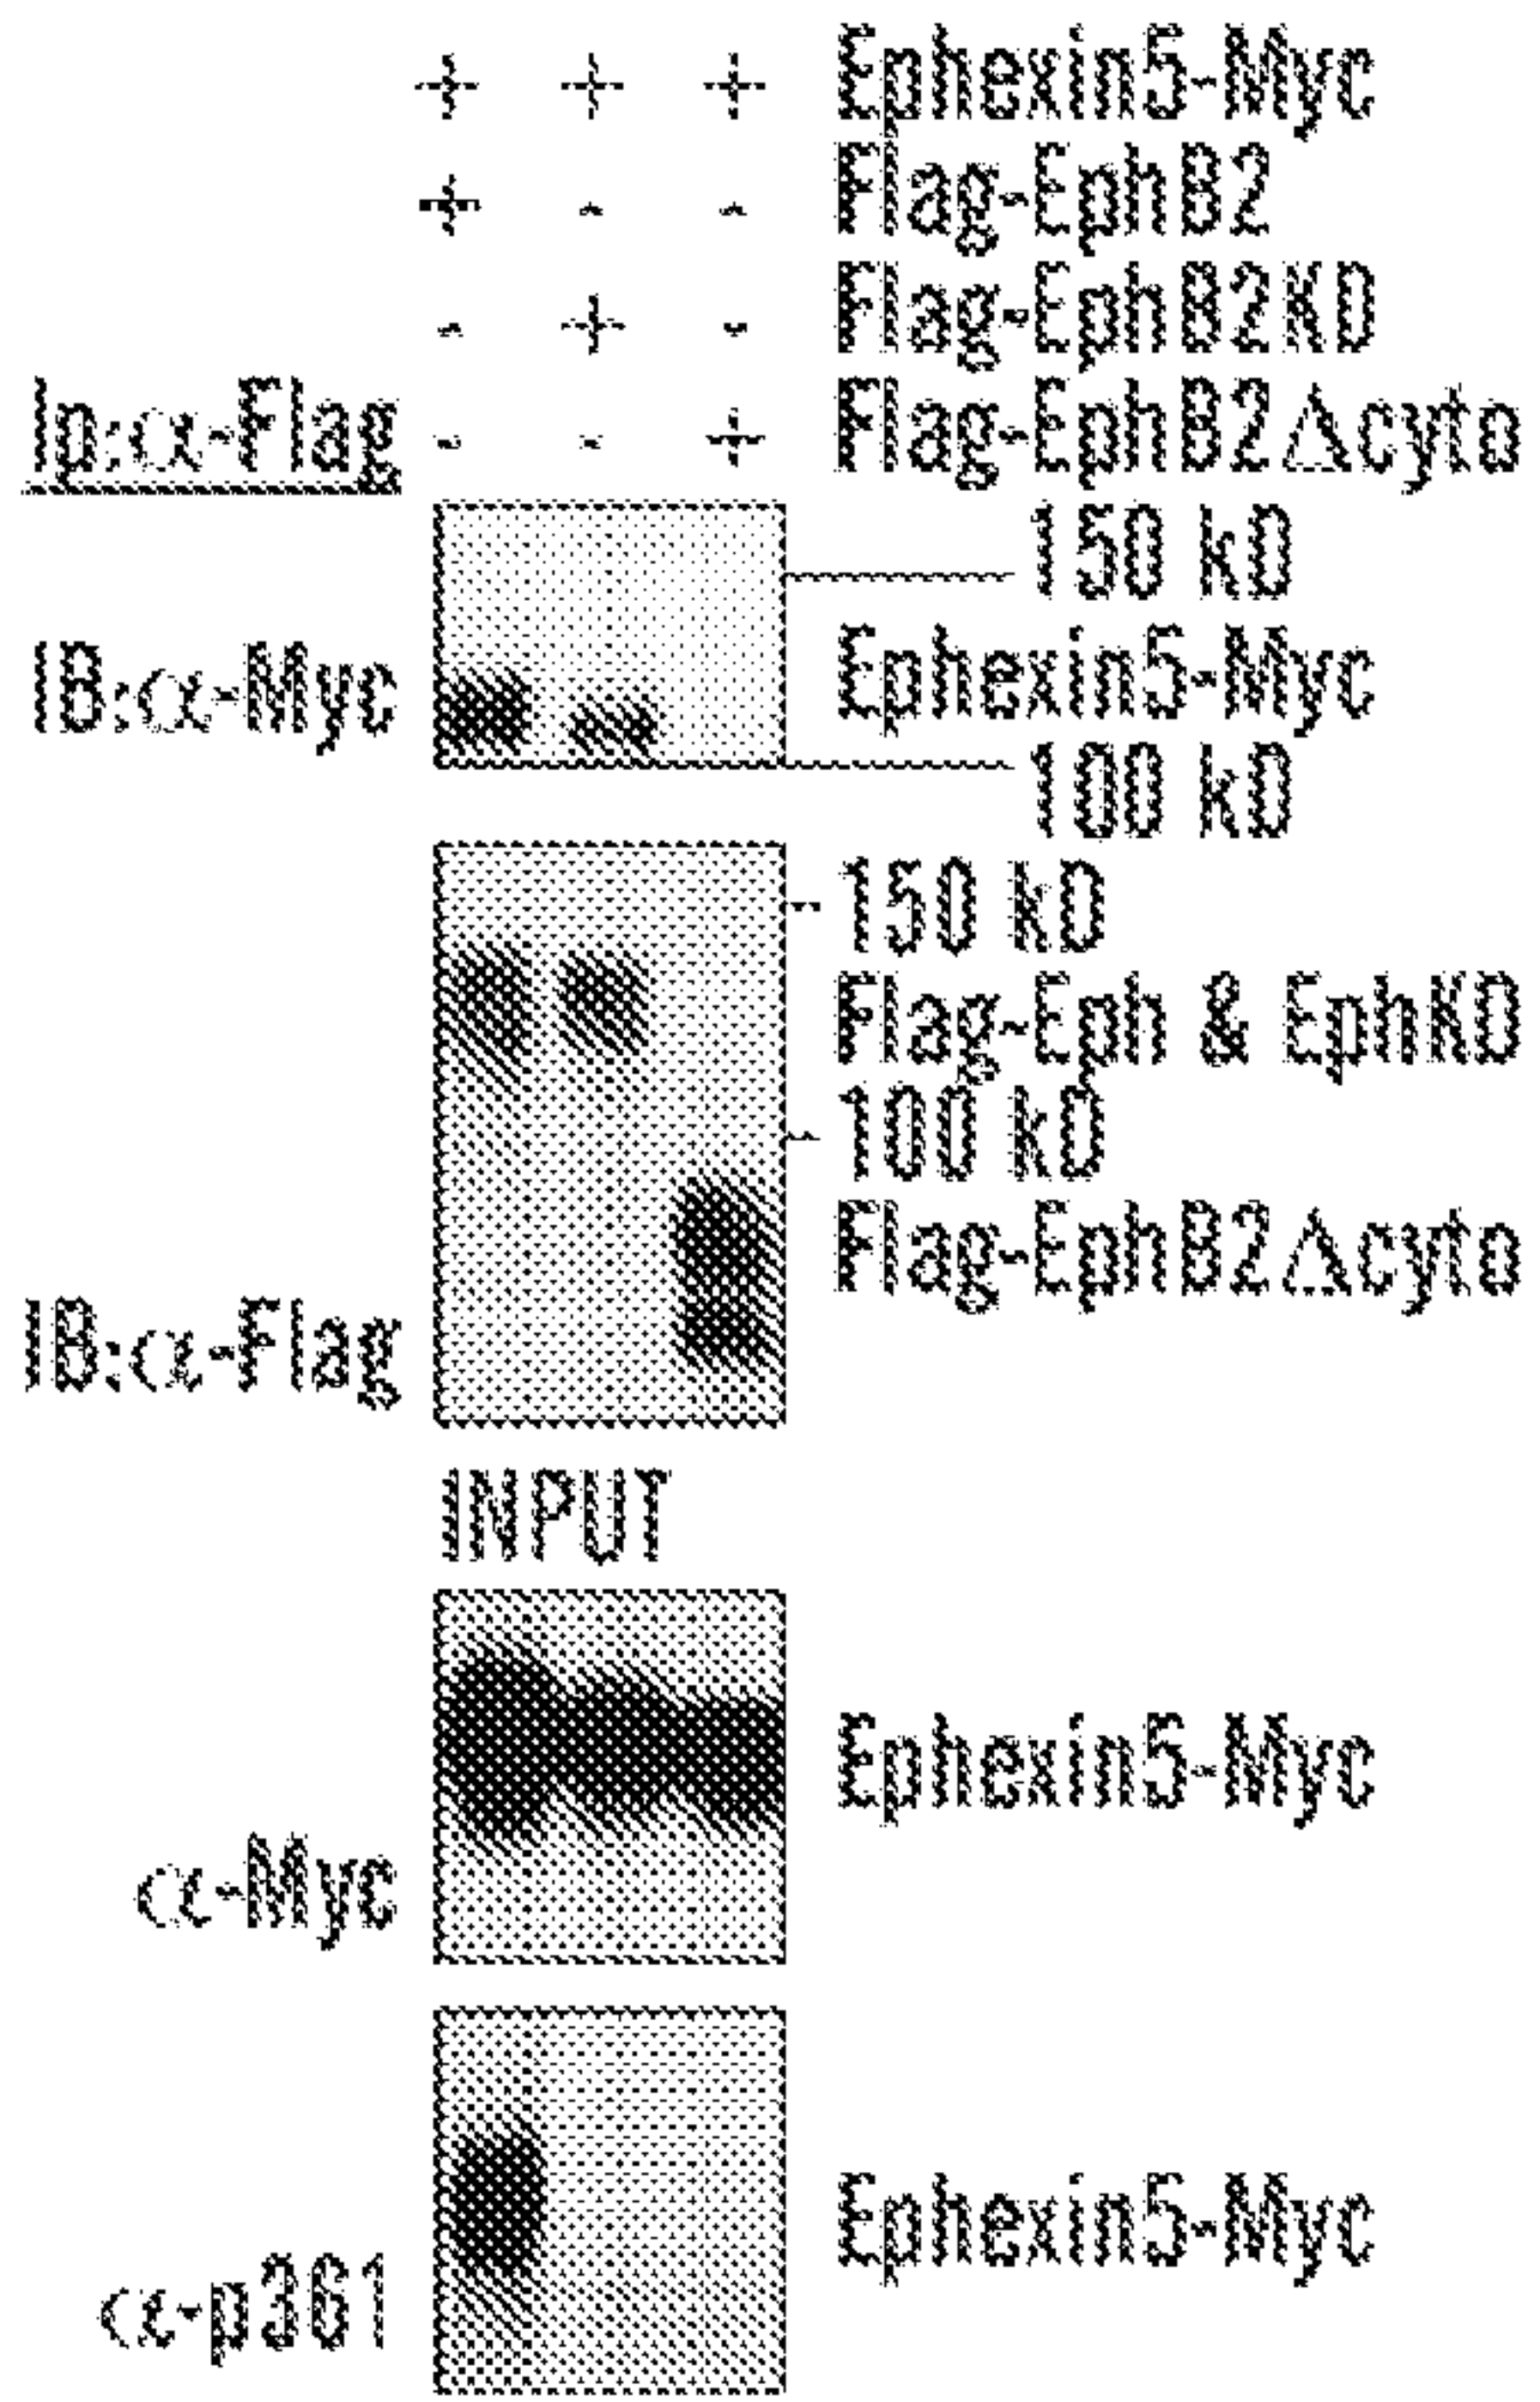 + + + Ephexin5-Myc
+ - - Flag-EphB2
- + - Flag-EphB2KD
Ip:α-Flag - - + Flag-EphB2Δcyto
150 kD
IB:α-Myc Ephexin5-Myc
100 kD
150 kD
Flag-Eph & EphKD
100 kD
Flag-EphB2Δcyto
IB:α-Flag
INPUT
Ephexin5-Myc
α-Myc
Ephexin5-Myc
α-p361